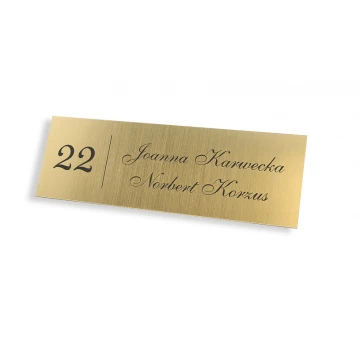 22
Joanna Karwecka
Norbert Korzus